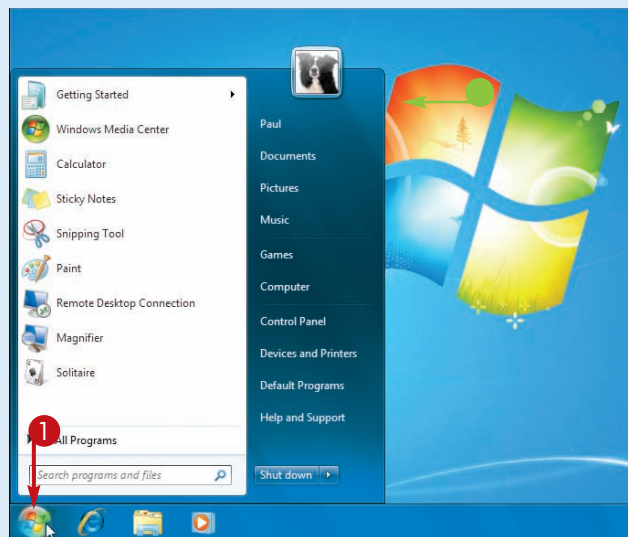 Getting Started
Windows Media Center
Calculator
Sticky Notes
Snipping Tool
Paint
Remote Desktop Connection
Magnifier
Solitaire
All Programs
Search programs and files
Paul
Documents
Pictures
Music
Games
Computer
Control Panel
Devices and Printers
Default Programs
Help and Support
Shut down
1